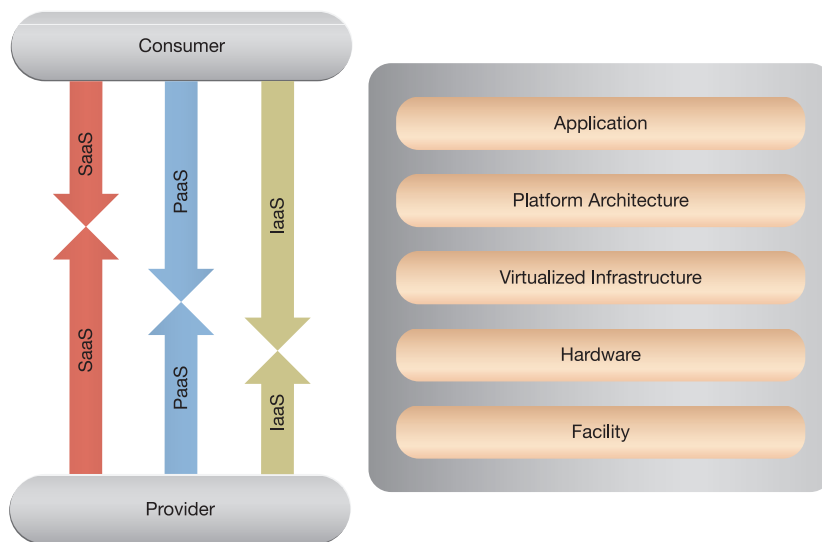 Consumer
SaaS
PaaS
IaaS
SaaS
PaaS
IaaS
Provider
Application
Platform Architecture
Virtualized Infrastructure
Hardware
Facility